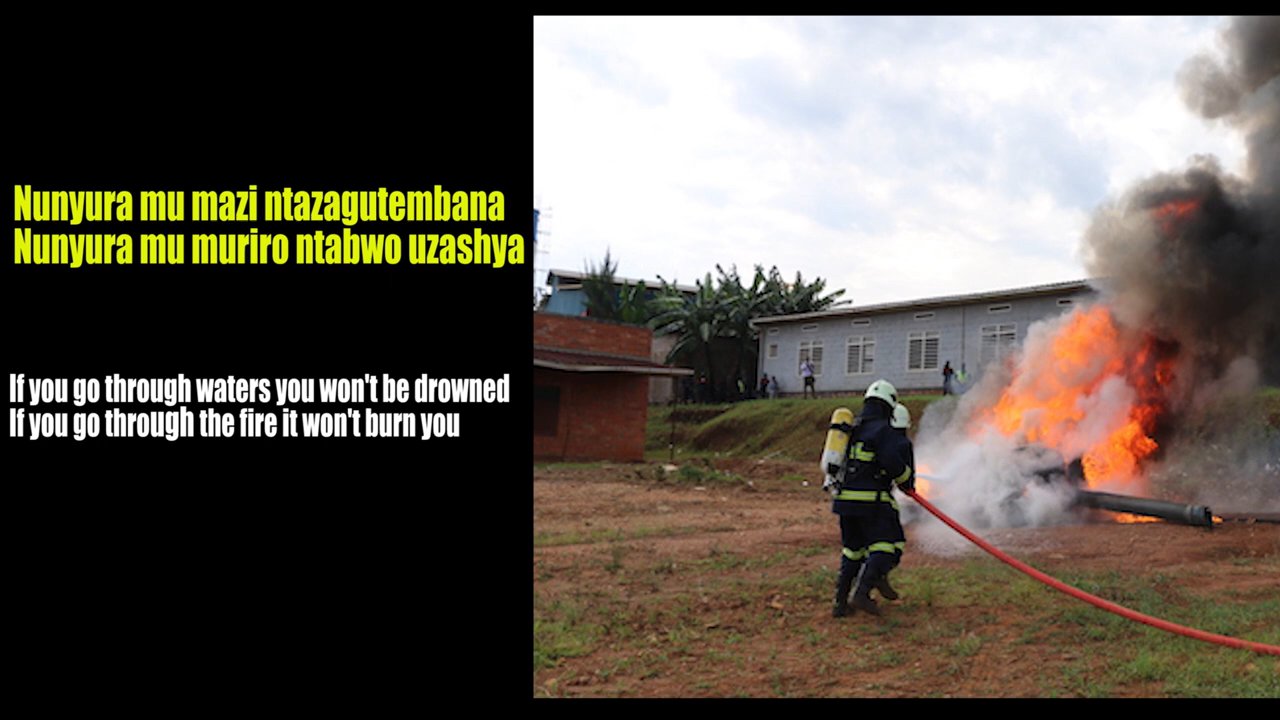 Nunyura mu mazi ntazagutembana
Nunyura mu muriro ntabwo uzashya
If you go through waters you won't be drowned
If you go through the fire it won't burn you